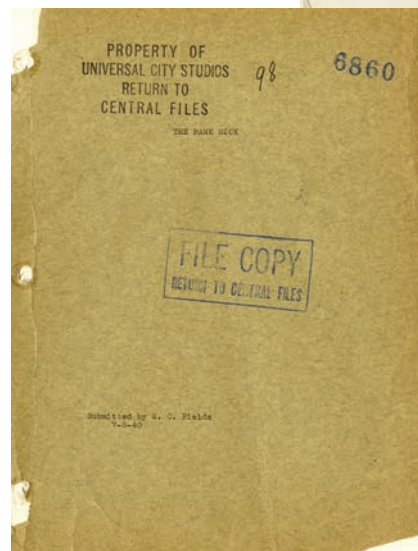 PROPERTY OF
UNIVERSAL CITY STUDIOS
RETURN TO
CENTRAL FILES
98
6860
THE BANK DICK
FILE COPY
RETURN TO CENTRAL FILES
Submitted by W. C. Fields
7-8-40